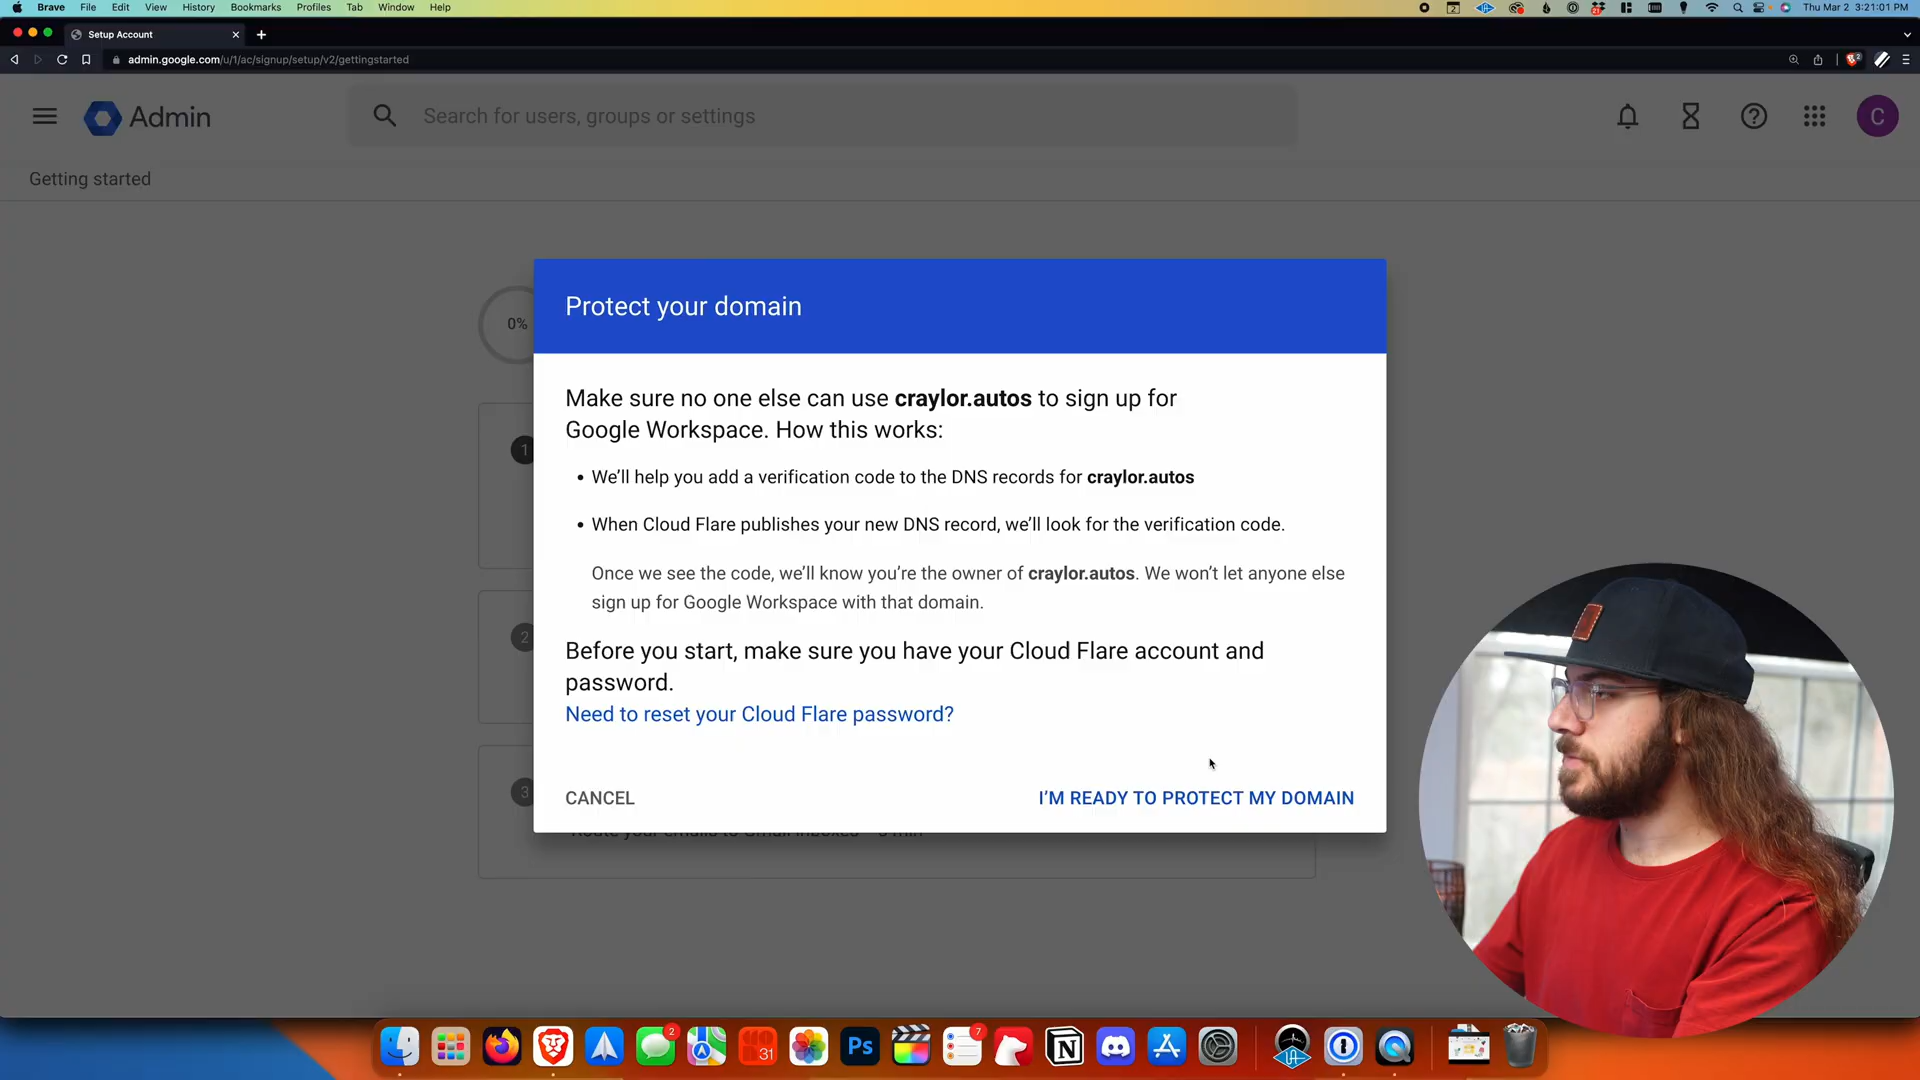 Brave File Edit View History Bookmarks Profiles Tab Window Help
Thu Mar 2 3:21:01 PM
Setup Account
admin.google.com/u/1/ac/signup/setup/v2/gettingstarted
Admin
Search for users, groups or settings
C
Getting started
0%
Protect your domain
Make sure no one else can use craylor.autos to sign up for
Google Workspace. How this works:
1
• We'll help you add a verification code to the DNS records for craylor.autos
• When Cloud Flare publishes your new DNS record, we'll look for the verification code.
Once we see the code, we'll know you're the owner of craylor.autos. We won't let anyone else
sign up for Google Workspace with that domain.
2
Before you start, make sure you have your Cloud Flare account and
password.
Need to reset your Cloud Flare password?
3
CANCEL
I'M READY TO PROTECT MY DOMAIN
2
31
Ps
7